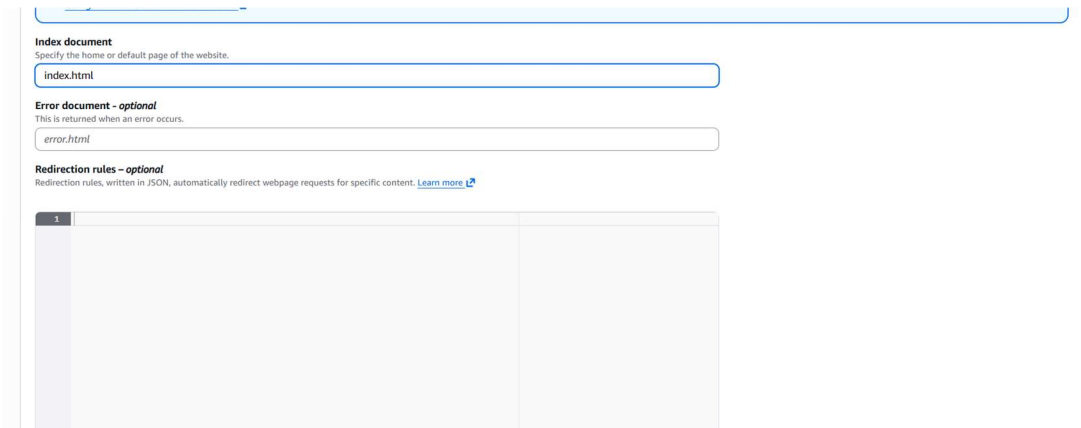 Index document
Specify the home or default page of the website.
index.html
Error document - optional
This is returned when an error occurs.
error.html
Redirection rules – optional
Redirection rules, written in JSON, automatically redirect webpage requests for specific content. Learn more
1